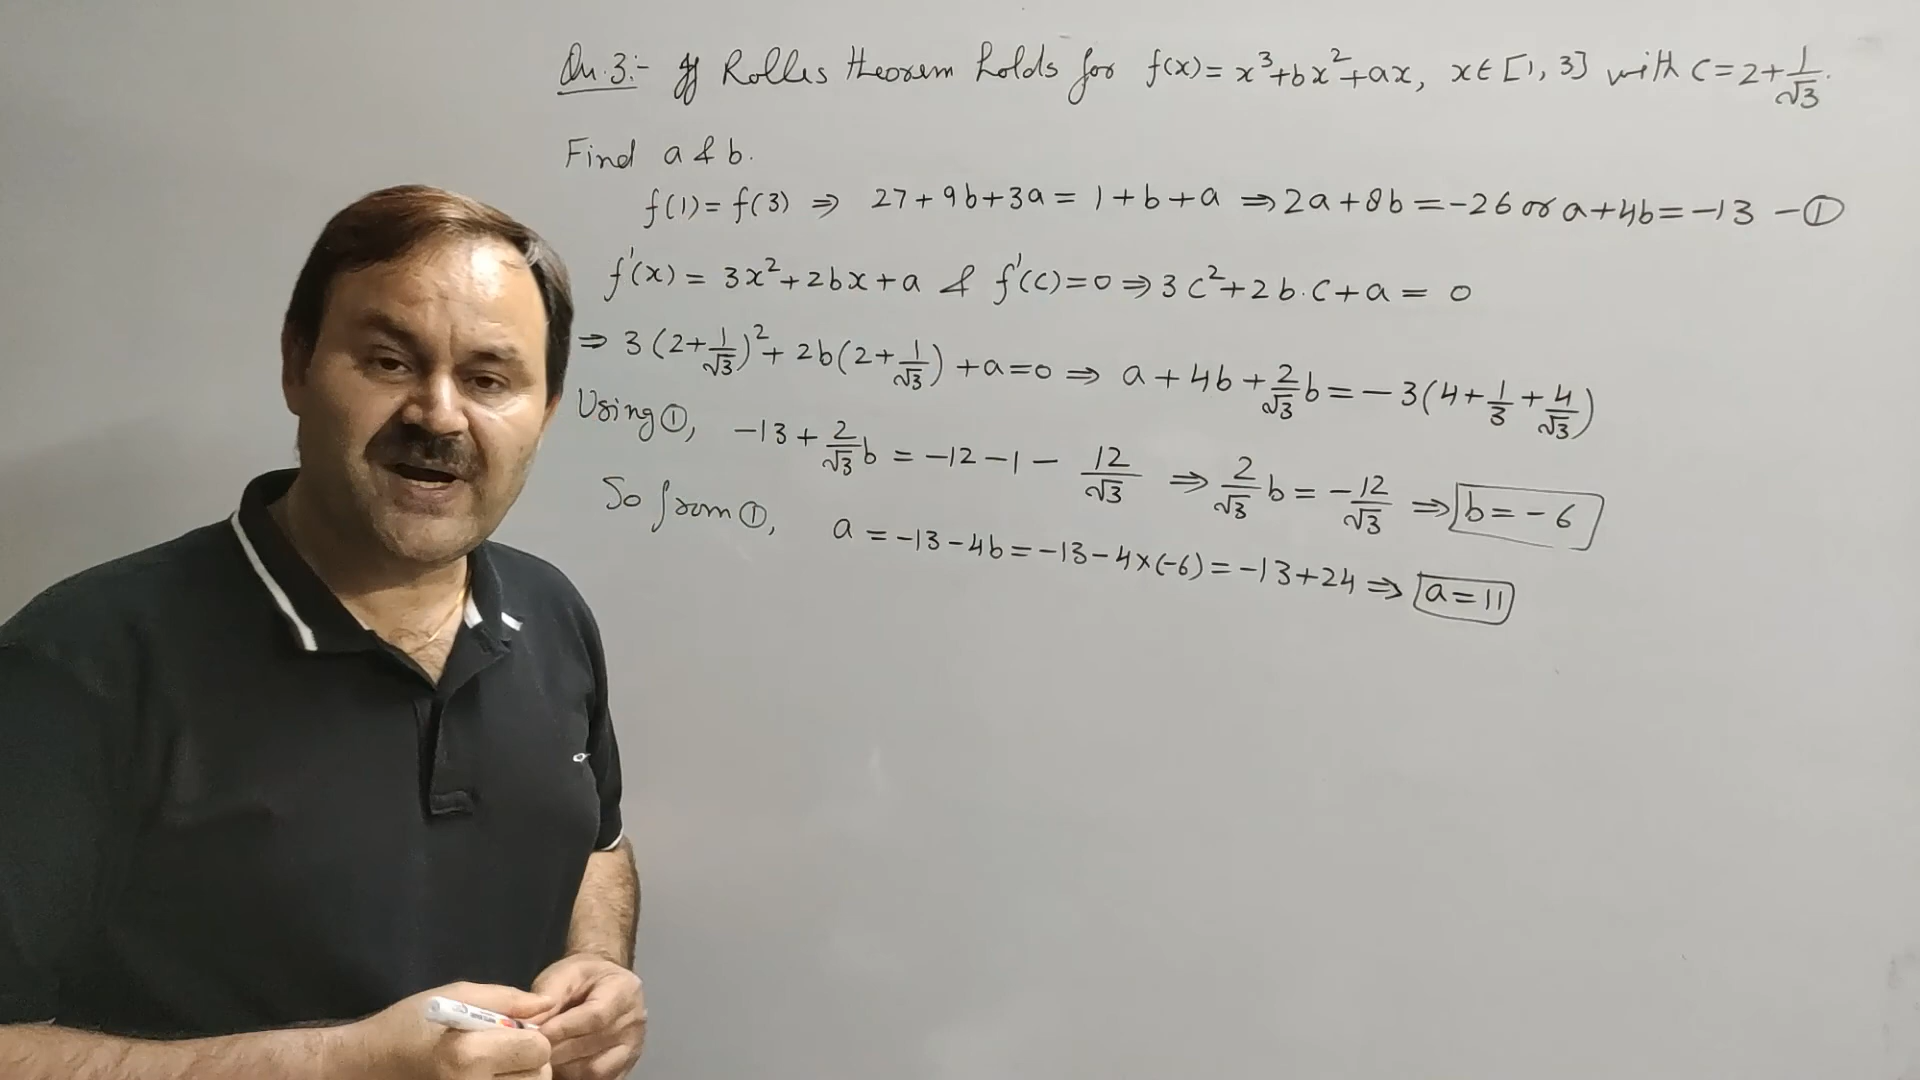 Qn.3:- If Rolles theorem holds for f(x) = x³+bx²+ax, x∈[1, 3] with c=2+1/√3.
Find a & b.
f(1)=f(3) ⇒ 27+9b+3a = 1+b+a ⇒ 2a+8b = -26 or a+4b = -13 -①
f'(x) = 3x²+2bx+a & f'(c)=0 ⇒ 3c²+2b.c+a = 0
⇒ 3(2+1/√3)²+ 2b(2+1/√3)+a=0 ⇒ a+4b+2/√3 b = -3(4+1/3+4/√3)
Using ①, -13+2/√3 b = -12-1- 12/√3 ⇒ 2/√3 b = -12/√3 ⇒ b = -6
So from ①, a = -13-4b = -13-4×(-6) = -13+24 ⇒ a=11